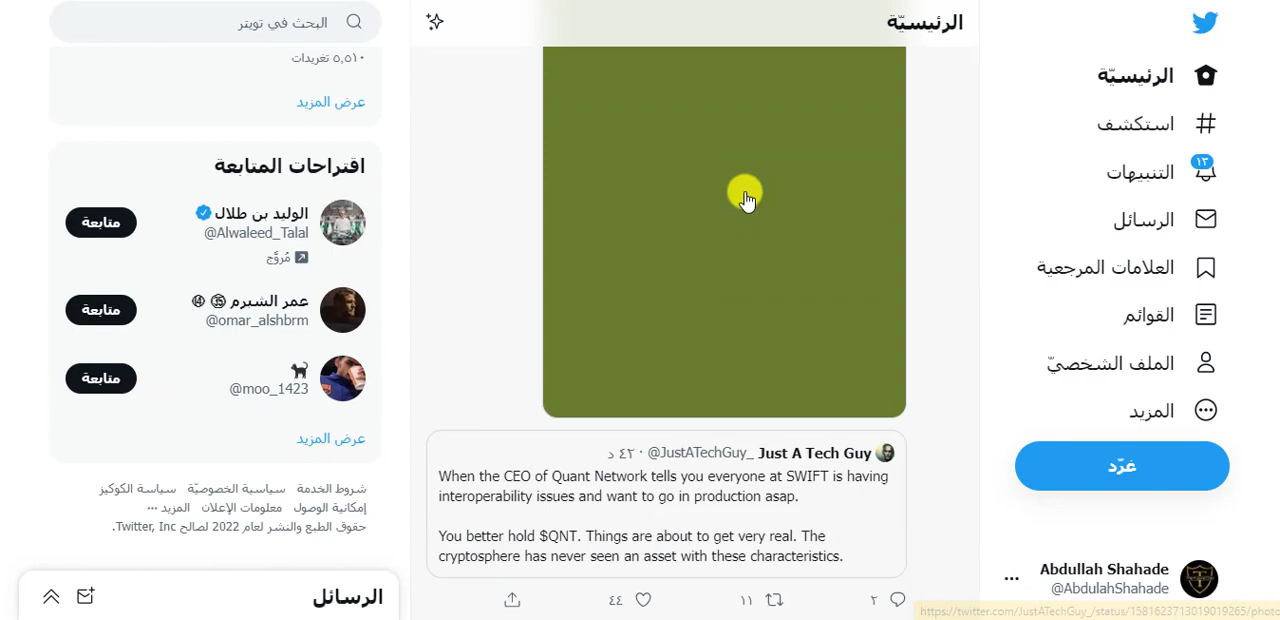 الرئيسيّة
استكشف
١٣
التنبيهات
الرسائل
العلامات المرجعية
القوائم
الملف الشخصيّ
المزيد
غرّد
Abdullah Shahade
@AbdulahShahade
الرئيسيّة
Just A Tech Guy @JustATechGuy_ · ٤٢ د
When the CEO of Quant Network tells you everyone at SWIFT is having
interoperability issues and want to go in production asap.
You better hold $QNT. Things are about to get very real. The
cryptosphere has never seen an asset with these characteristics.
٢ ١١ ٤٤
البحث في تويتر
٥,٥١٠ تغريدات
عرض المزيد
اقتراحات المتابعة
الوليد بن طلال
@Alwaleed_Talal
مُروَّج
متابعة
عمر الشبرم ㉟ ⑭
@omar_alshbrm
متابعة
🐈‍⬛
@moo_1423
متابعة
عرض المزيد
شروط الخدمة سياسية الخصوصيّة سياسة الكوكيز
إمكانية الوصول معلومات الإعلان المزيد ···
حقوق الطبع والنشر لعام 2022 لصالح Twitter, Inc.
الرسائل
https://twitter.com/JustATechGuy_/status/1581623713019019265/photo